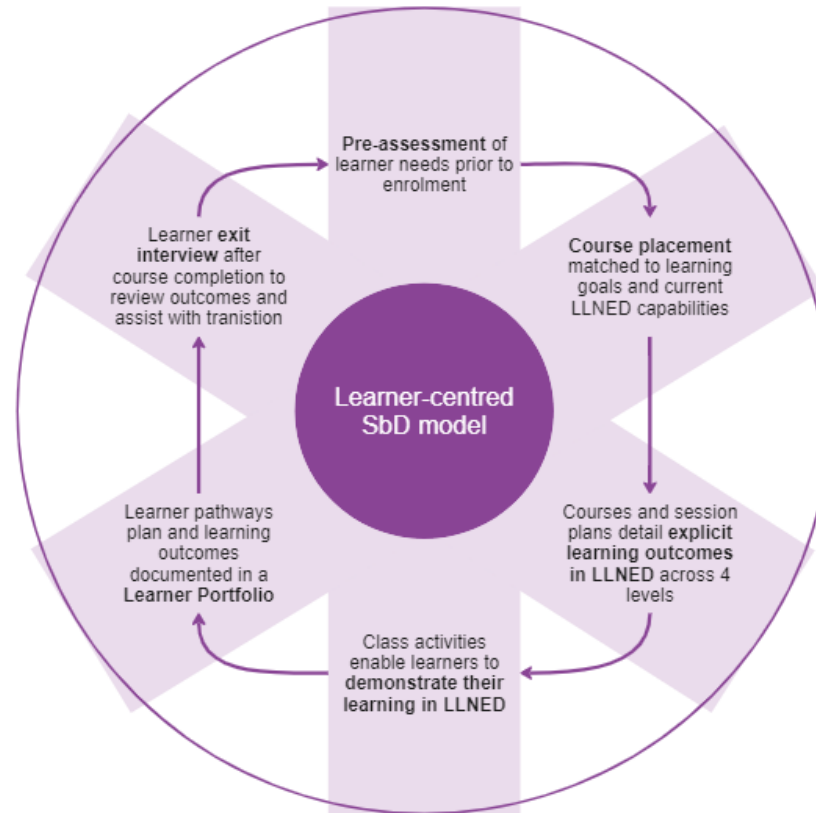 Pre-assessment of
learner needs prior to
enrolment
Course placement
matched to learning
goals and current
LLNED capabilities
Courses and session
plans detail explicit
learning outcomes
in LLNED across 4
levels
Class activities
enable learners to
demonstrate their
learning in LLNED
Learner pathways
plan and learning
outcomes
documented in a
Learner Portfolio
Learner exit
interview after
course completion to
review outcomes and
assist with transtion
Learner-centred
SbD model